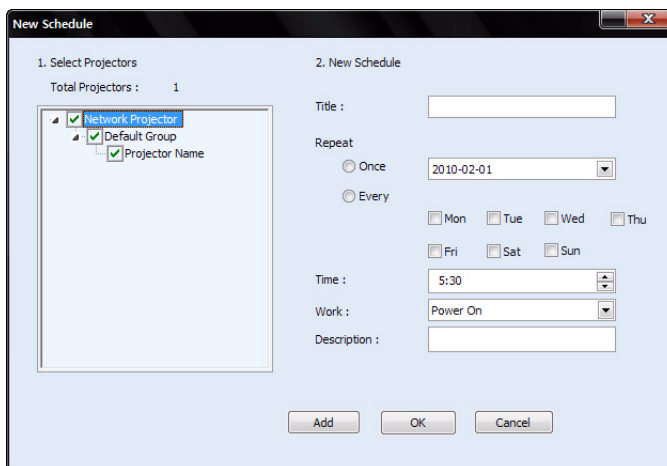 New Schedule
1. Select Projectors
Total Projectors : 1
Network Projector
Default Group
Projector Name
2. New Schedule
Title :
Repeat
Once 2010-02-01
Every
Mon Tue Wed Thu
Fri Sat Sun
Time : 5:30
Work : Power On
Description :
Add OK Cancel